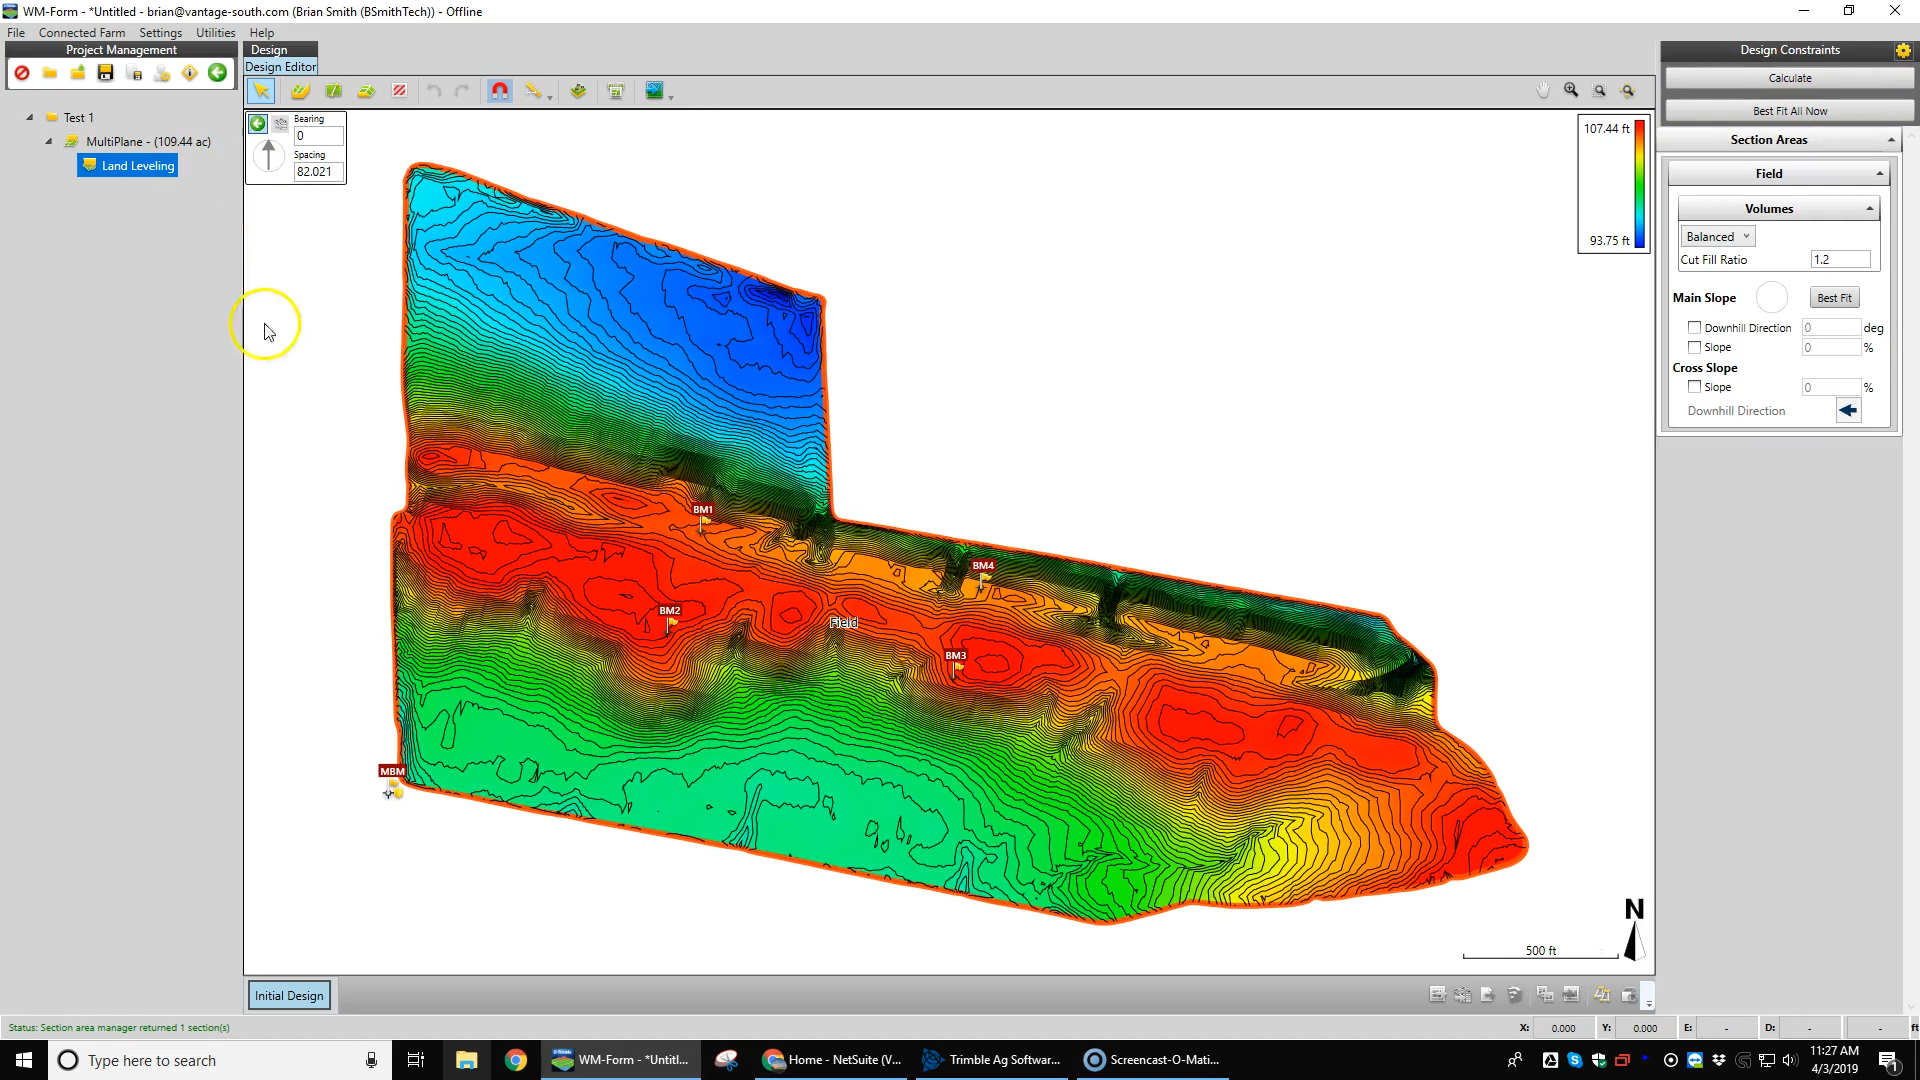 WM-Form - *Untitled - brian@vantage-south.com (Brian Smith (BSmithTech)) - Offline
File Connected Farm Settings Utilities Help
Project Management
Test 1
MultiPlane - (109.44 ac)
Land Leveling
Design
Design Editor
Bearing
0
Spacing
82.021
107.44 ft
93.75 ft
BM1
BM4
BM2
Field
BM3
MBM
N
500 ft
Design Constraints
Calculate
Best Fit All Now
Section Areas
Field
Volumes
Balanced
Cut Fill Ratio 1.2
Main Slope Best Fit
Downhill Direction 0 deg
Slope 0 %
Cross Slope
Slope 0 %
Downhill Direction
Initial Design
Status: Section area manager returned 1 section(s)
X: 0.000 Y: 0.000 E: - D: - - ft
Type here to search
WM-Form - *Untitl...
Home - NetSuite (V...
Trimble Ag Softwar...
Screencast-O-Mati...
11:27 AM
4/3/2019
1